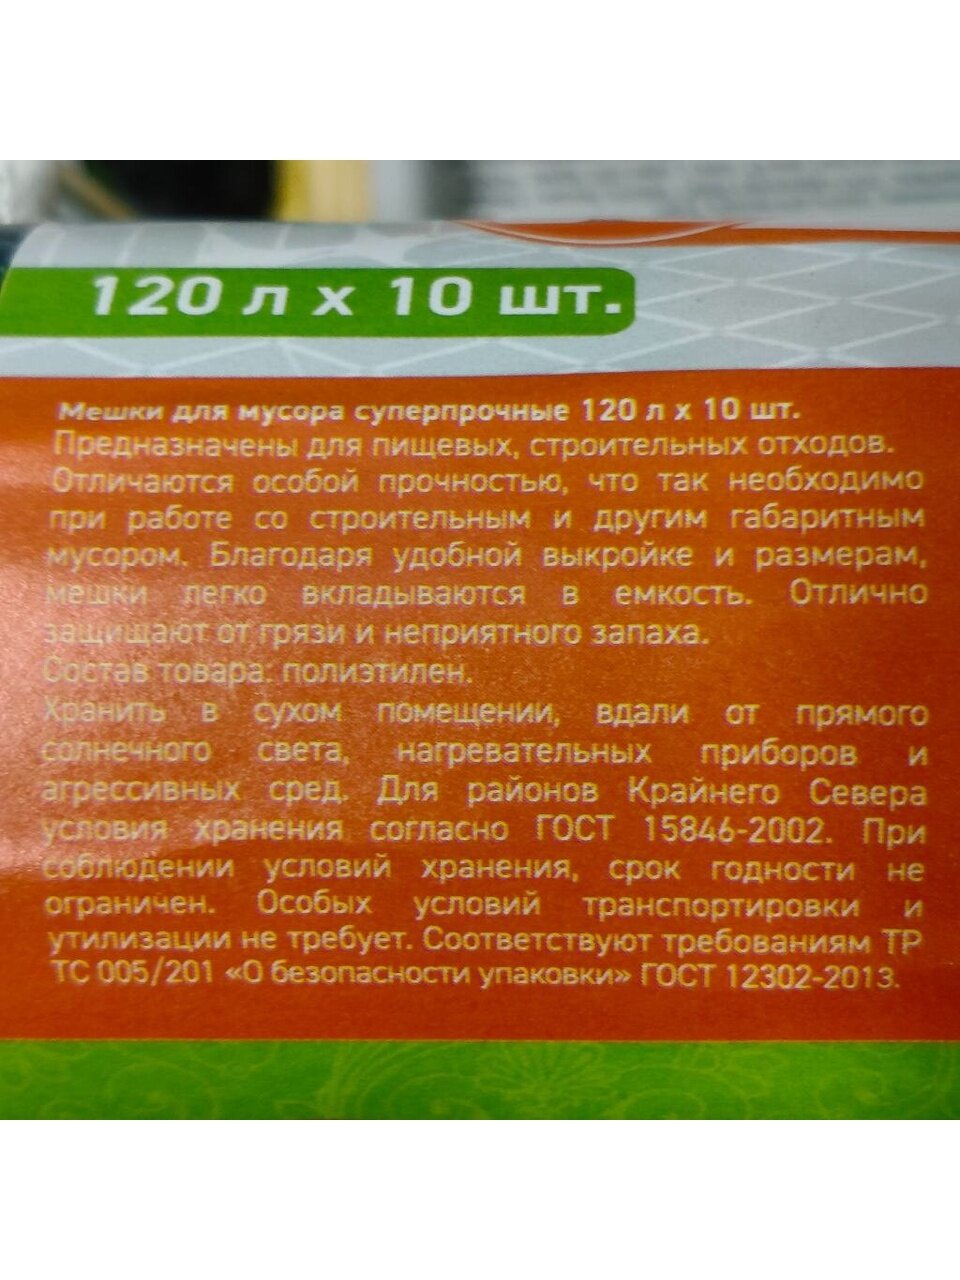 120 л x 10 шт.
Мешки для мусора суперпрочные 120 л x 10 шт.
Предназначены для пищевых, строительных отходов.
Отличаются особой прочностью, что так необходимо
при работе со строительным и другим габаритным
мусором. Благодаря удобной выкройке и размерам,
мешки легко вкладываются в емкость. Отлично
защищают от грязи и неприятного запаха.
Состав товара: полиэтилен.
Хранить в сухом помещении, вдали от прямого
солнечного света, нагревательных приборов и
агрессивных сред. Для районов Крайнего Севера
условия хранения согласно ГОСТ 15846-2002. При
соблюдении условий хранения, срок годности не
ограничен. Особых условий транспортировки и
утилизации не требует. Соответствуют требованиям ТР
ТС 005/201 «О безопасности упаковки» ГОСТ 12302-2013.